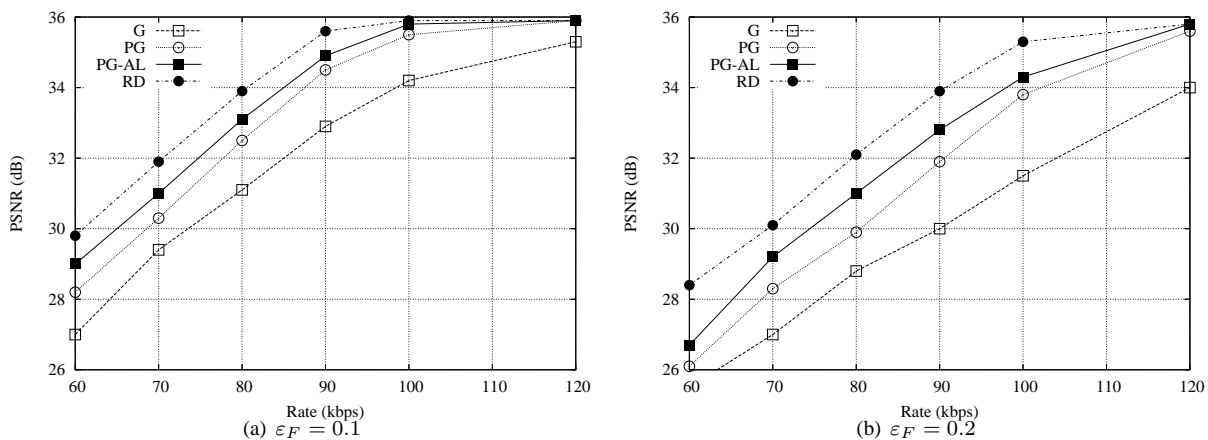 36
34
32
30
28
26
PSNR (dB)
G
PG
PG-AL
RD
60 70 80 90 100 110 120
Rate (kbps)
(a) ε_F = 0.1
36
34
32
30
28
26
PSNR (dB)
G
PG
PG-AL
RD
60 70 80 90 100 110 120
Rate (kbps)
(b) ε_F = 0.2